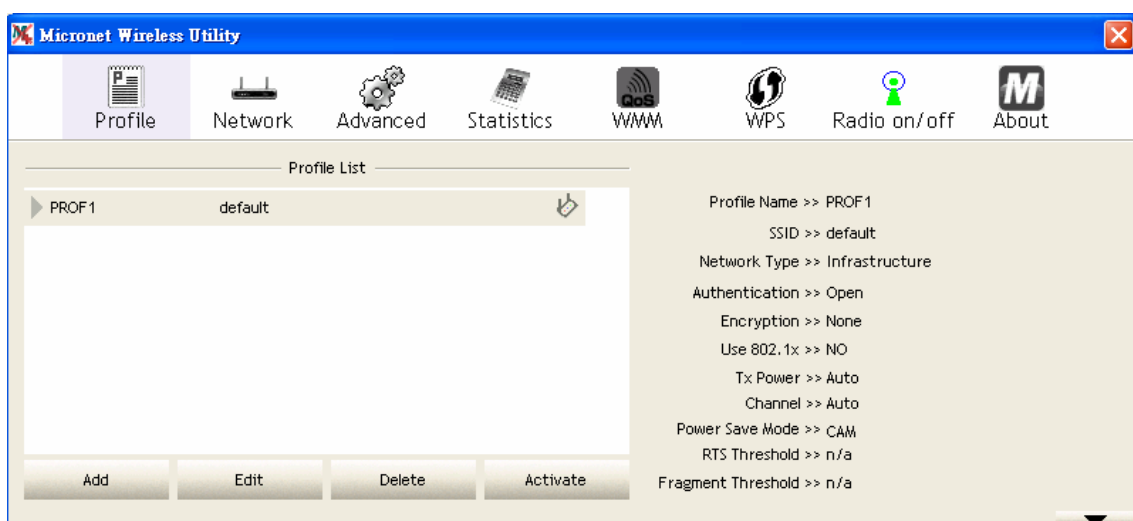 Micronet Wireless Utility
Profile Network Advanced Statistics QoS WMM WPS Radio on/off M About
Profile List
PROF1 default
Add Edit Delete Activate
Profile Name >> PROF1
SSID >> default
Network Type >> Infrastructure
Authentication >> Open
Encryption >> None
Use 802.1x >> NO
Tx Power >> Auto
Channel >> Auto
Power Save Mode >> CAM
RTS Threshold >> n/a
Fragment Threshold >> n/a